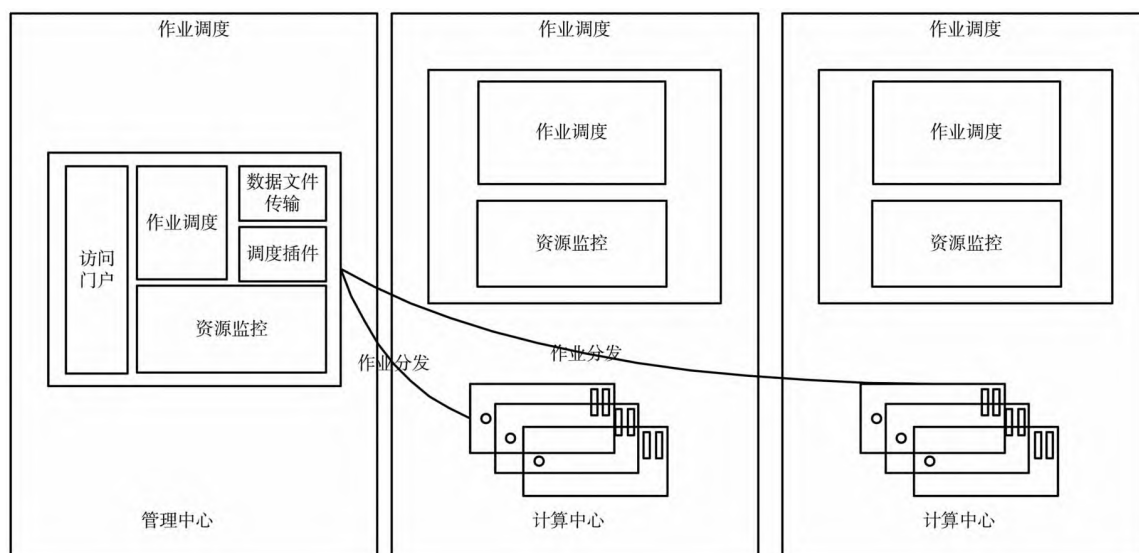 作业调度
作业调度
作业调度
访问
门户
作业调度
数据文件
传输
调度插件
资源监控
作业调度
资源监控
作业调度
资源监控
作业分发
作业分发
管理中心
计算中心
计算中心